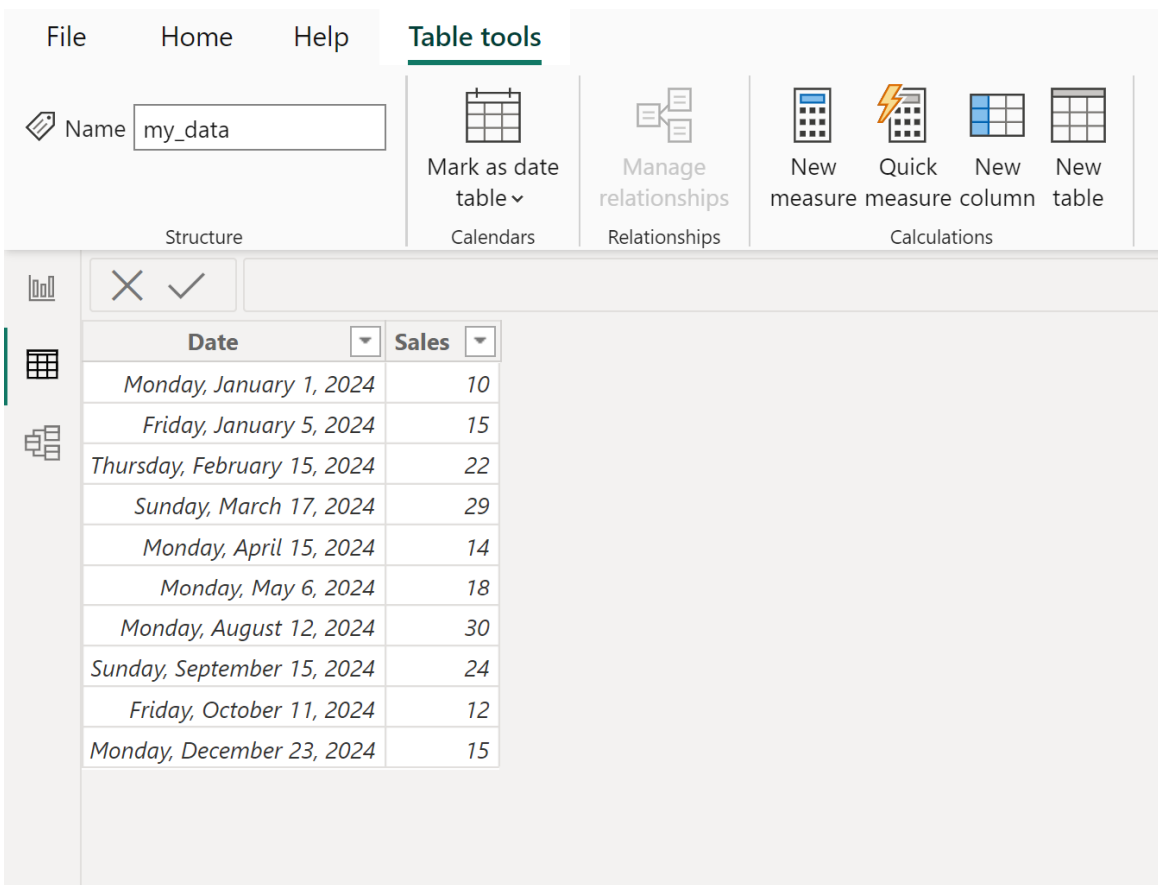 File Home Help Table tools
Name my_data
Mark as date
table
Manage
relationships
New
measure
Quick
measure
New
column
New
table
Structure Calendars Relationships Calculations
Date Sales
Monday, January 1, 2024 10
Friday, January 5, 2024 15
Thursday, February 15, 2024 22
Sunday, March 17, 2024 29
Monday, April 15, 2024 14
Monday, May 6, 2024 18
Monday, August 12, 2024 30
Sunday, September 15, 2024 24
Friday, October 11, 2024 12
Monday, December 23, 2024 15